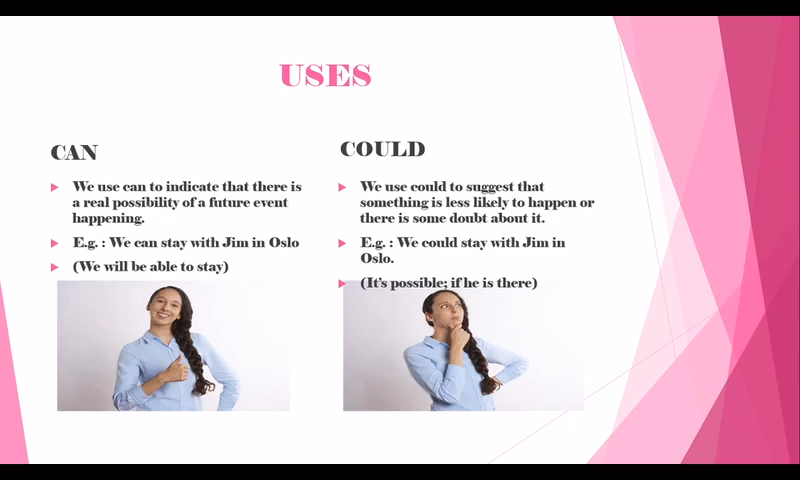 USES
CAN
We use can to indicate that there is
a real possibility of a future event
happening.
E.g. : We can stay with Jim in Oslo
(We will be able to stay)
COULD
We use could to suggest that
something is less likely to happen or
there is some doubt about it.
E.g. : We could stay with Jim in
Oslo.
(It's possible; if he is there)